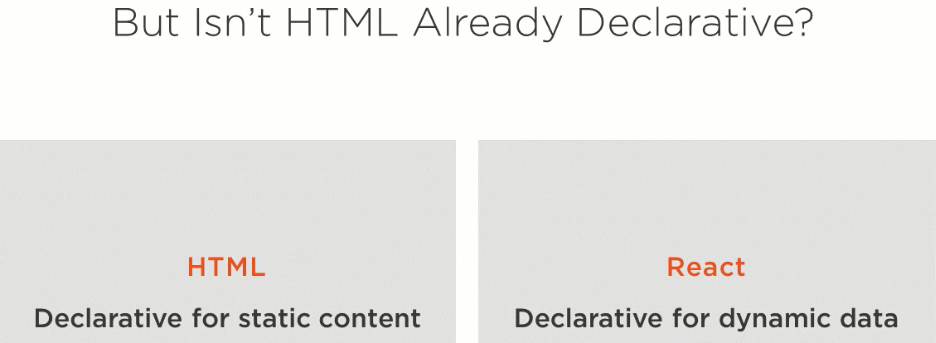 But Isn’t HTML Already Declarative?
HTML
Declarative for static content
React
Declarative for dynamic data